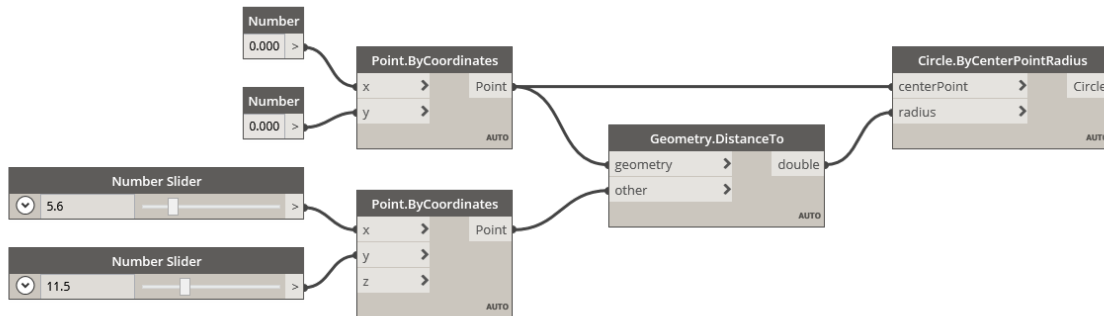 Number
0.000 >
Number
0.000 >
Point.ByCoordinates
x > Point
y >
AUTO
Number Slider
5.6 >
Number Slider
11.5 >
Point.ByCoordinates
x > Point
y >
z >
AUTO
Geometry.DistanceTo
geometry > double
other >
AUTO
Circle.ByCenterPointRadius
centerPoint > Circle
radius >
AUT